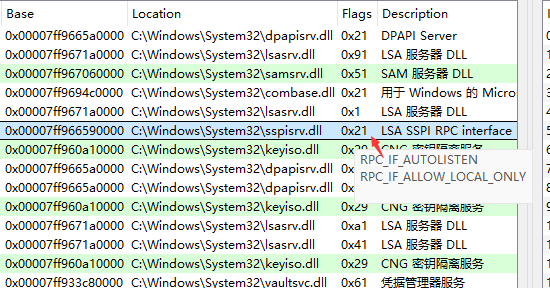 Base Location Flags Description
0x00007ff9665a0000 C:\Windows\System32\dpapisrv.dll 0x21 DPAPI Server
0x00007ff9671a0000 C:\Windows\System32\lsasrv.dll 0x91 LSA 服务器 DLL
0x00007ff967060000 C:\Windows\System32\samsrv.dll 0x51 SAM 服务器 DLL
0x00007ff9694c0000 C:\Windows\System32\combase.dll 0x21 用于 Windows 的 Micro
0x00007ff9671a0000 C:\Windows\System32\lsasrv.dll 0x1 LSA 服务器 DLL
0x00007ff966590000 C:\Windows\System32\sspisrv.dll 0x21 LSA SSPI RPC interface
0x00007ff960a10000 C:\Windows\System32\keyiso.dll 0x29 CNG 密钥隔离服务
RPC_IF_AUTOLISTEN
RPC_IF_ALLOW_LOCAL_ONLY
0x00007ff9665a0000 C:\Windows\System32\dpapisrv.dll
0x00007ff9665a0000 C:\Windows\System32\dpapisrv.dll
0x00007ff960a10000 C:\Windows\System32\keyiso.dll 0x29 CNG 密钥隔离服务
0x00007ff9671a0000 C:\Windows\System32\lsasrv.dll 0xa1 LSA 服务器 DLL
0x00007ff9671a0000 C:\Windows\System32\lsasrv.dll 0x41 LSA 服务器 DLL
0x00007ff960a10000 C:\Windows\System32\keyiso.dll 0x29 CNG 密钥隔离服务
0x00007ff933c80000 C:\Windows\System32\vaultsvc.dll 0x61 凭据管理器服务